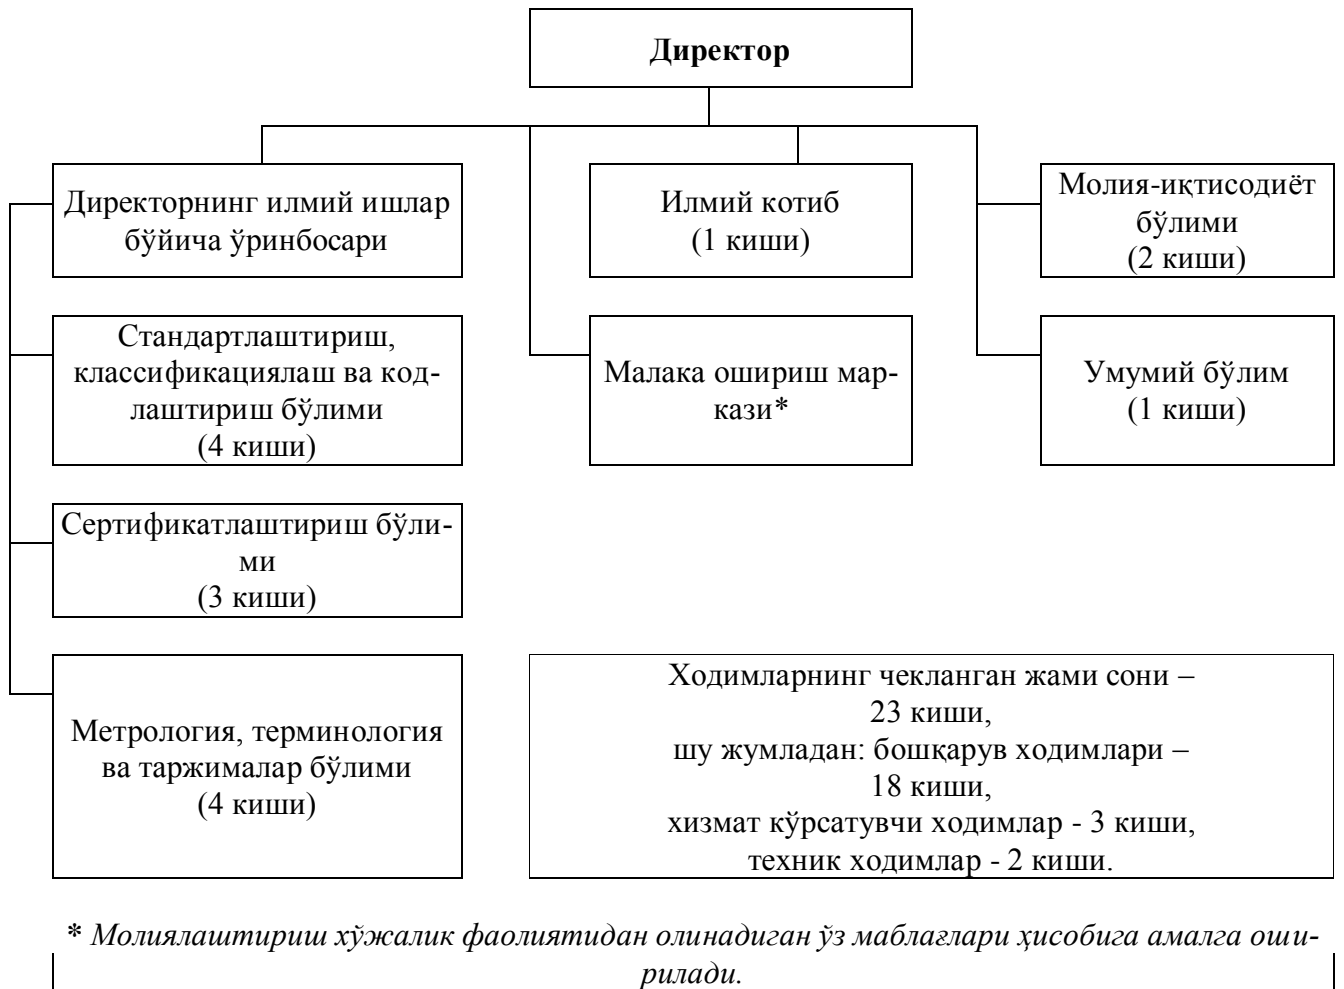 Директор
Директорнинг илмий ишлар
бўйича ўринбосари
Илмий котиб
(1 киши)
Молия-иқтисодиёт
бўлими
(2 киши)
Стандартлаштириш,
классификациялаш ва код-
лаштириш бўлими
(4 киши)
Малака ошириш мар-
кази*
Умумий бўлим
(1 киши)
Сертификатлаштириш бўли-
ми
(3 киши)
Метрология, терминология
ва таржималар бўлими
(4 киши)
Ходимларнинг чекланган жами сони –
23 киши,
шу жумладан: бошқарув ходимлари –
18 киши,
хизмат кўрсатувчи ходимлар - 3 киши,
техник ходимлар - 2 киши.
* Молиялаштириш хўжалик фаолиятидан олинадиган ўз маблағлари ҳисобига амалга оши-
рилади.